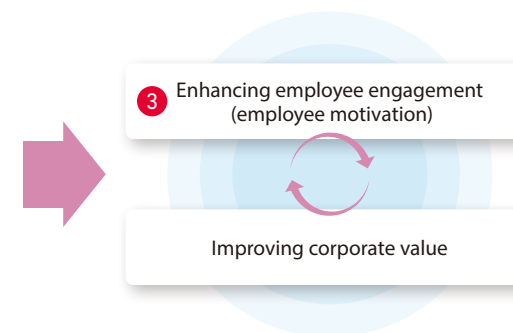 3 Enhancing employee engagement
(employee motivation)
Improving corporate value